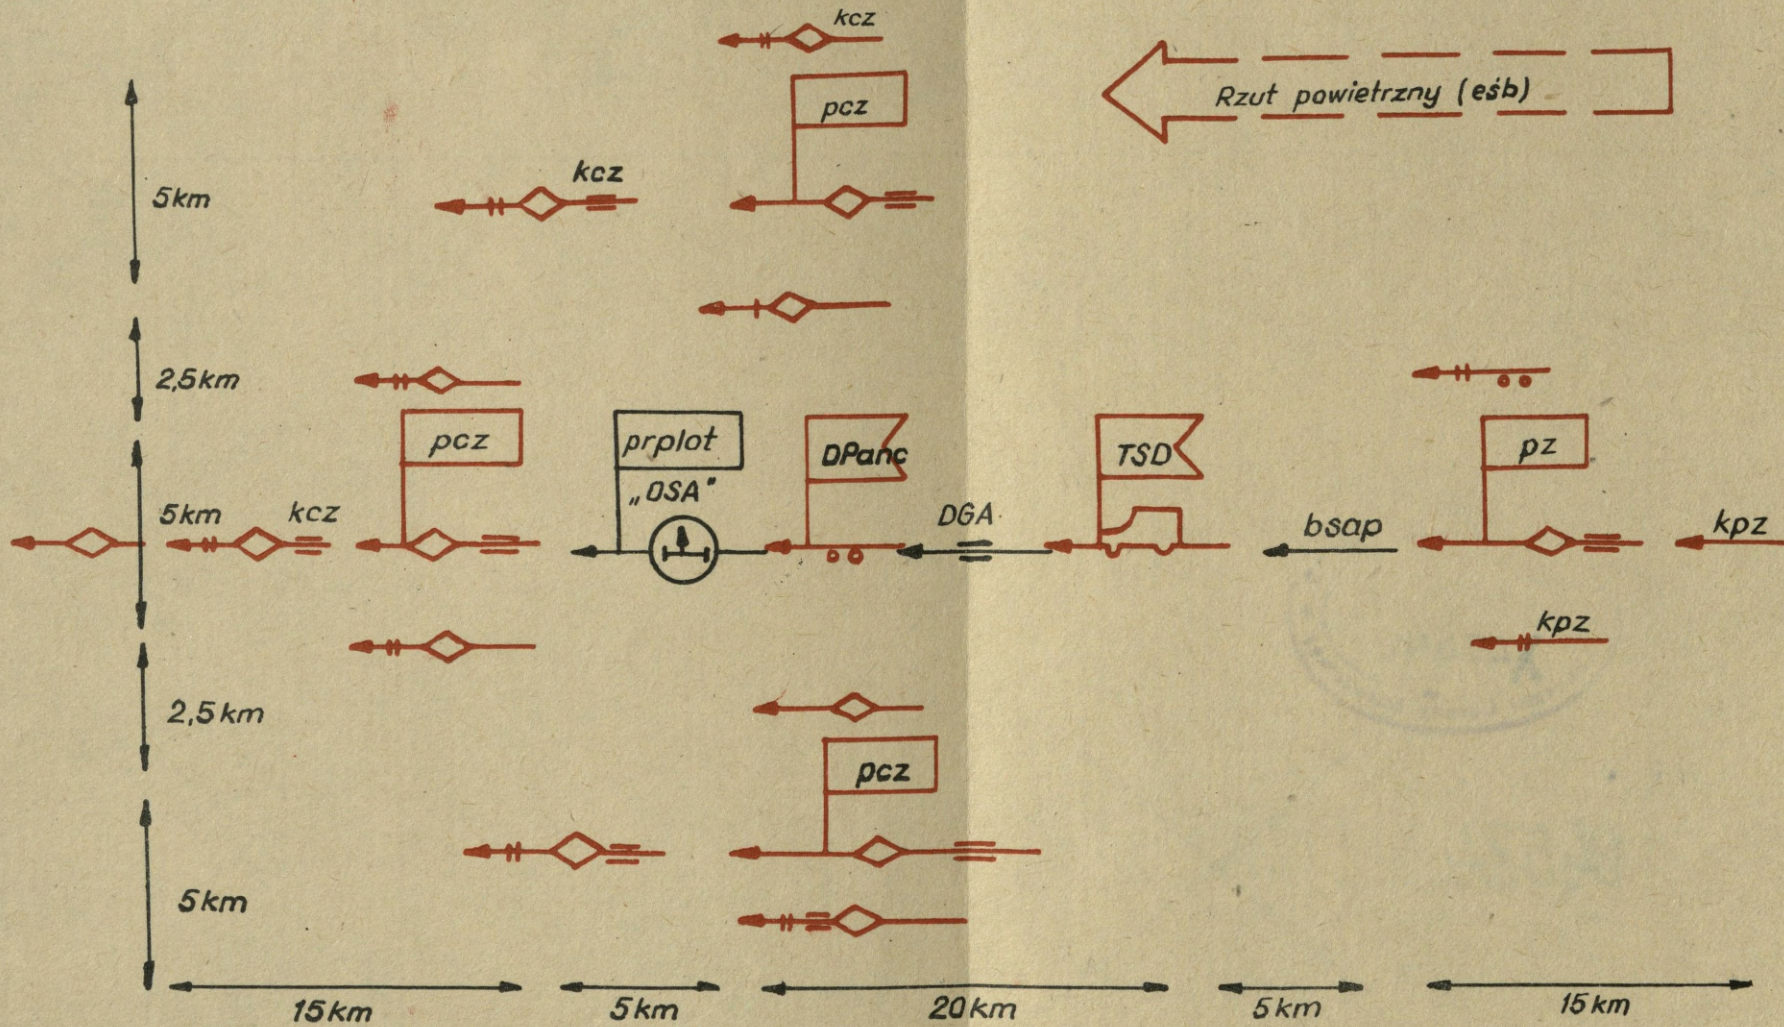 kcz
Rzut powietrzny (eśb)
pcz
kcz
5km
2,5km
pcz
prplot
DPanc
TSD
pz
„OSA"
5km
kcz
DGA
bsap
kpz
kpz
2,5km
pcz
5km
15km
5km
20km
5km
15km